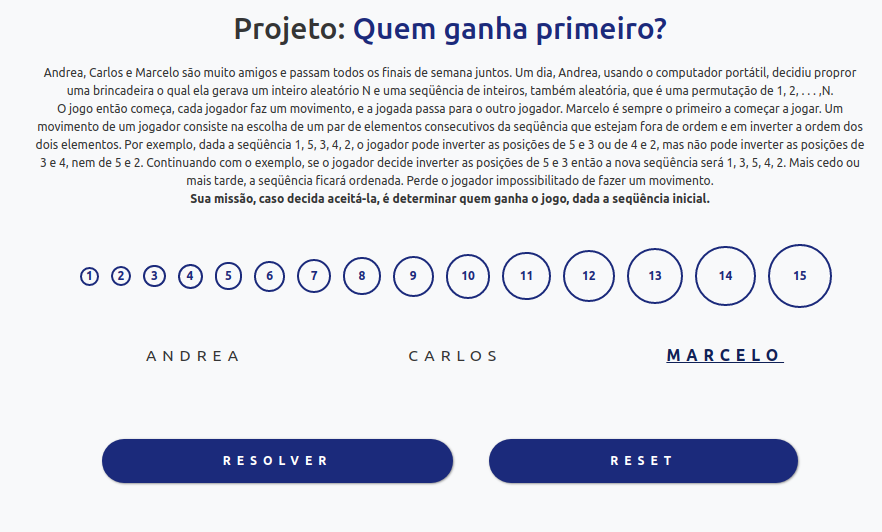 Projeto: Quem ganha primeiro?
Andrea, Carlos e Marcelo são muito amigos e passam todos os finais de semana juntos. Um dia, Andrea, usando o computador portátil, decidiu propror
uma brincadeira o qual ela gerava um inteiro aleatório N e uma seqüência de inteiros, também aleatória, que é uma permutação de 1, 2, . . . ,N.
O jogo então começa, cada jogador faz um movimento, e a jogada passa para o outro jogador. Marcelo é sempre o primeiro a começar a jogar. Um
movimento de um jogador consiste na escolha de um par de elementos consecutivos da seqüência que estejam fora de ordem e em inverter a ordem dos
dois elementos. Por exemplo, dada a seqüência 1, 5, 3, 4, 2, o jogador pode inverter as posições de 5 e 3 ou de 4 e 2, mas não pode inverter as posições de
3 e 4, nem de 5 e 2. Continuando com o exemplo, se o jogador decide inverter as posições de 5 e 3 então a nova seqüência será 1, 3, 5, 4, 2. Mais cedo ou
mais tarde, a seqüência ficará ordenada. Perde o jogador impossibilitado de fazer um movimento.
Sua missão, caso decida aceitá-la, é determinar quem ganha o jogo, dada a seqüência inicial.
1 2 3 4 5 6 7 8 9 10 11 12 13 14 15
ANDREA CARLOS MARCELO
RESOLVER RESET